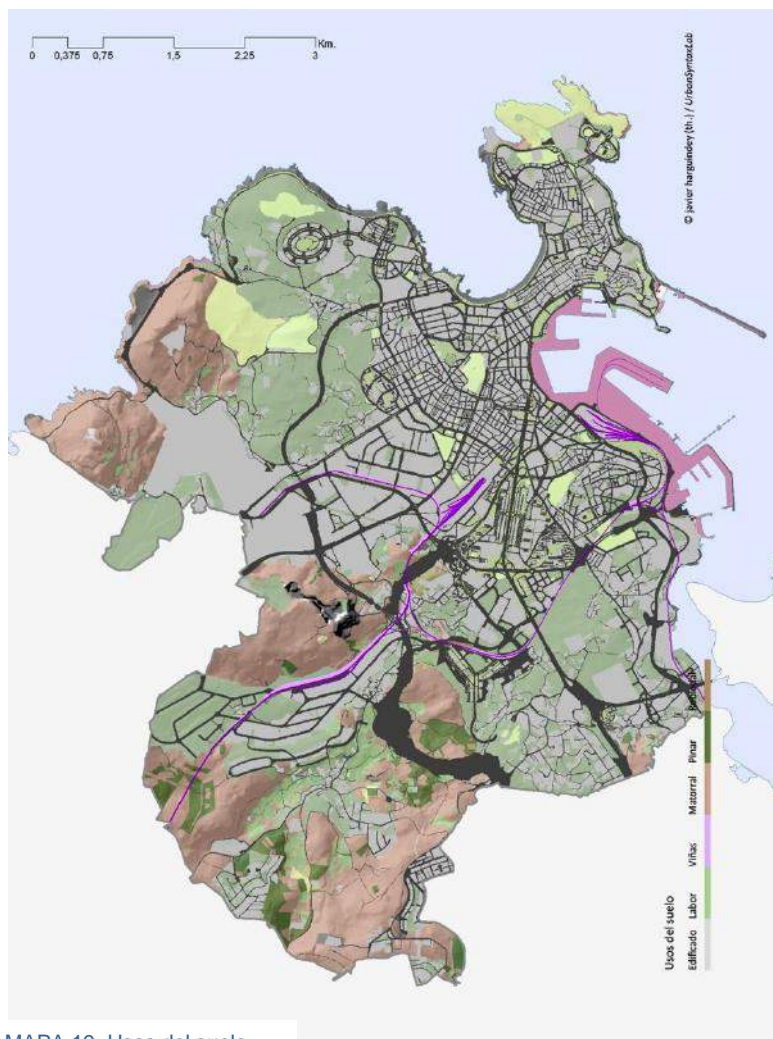 Km.
0 0,375 0,75 1,5 2,25 3
© javier harguindey (th.) / UrbanSyntaxLab
Usos del suelo
Edificado Labor Viñas Matorral Pinar
MAPA 10. Usos del suelo